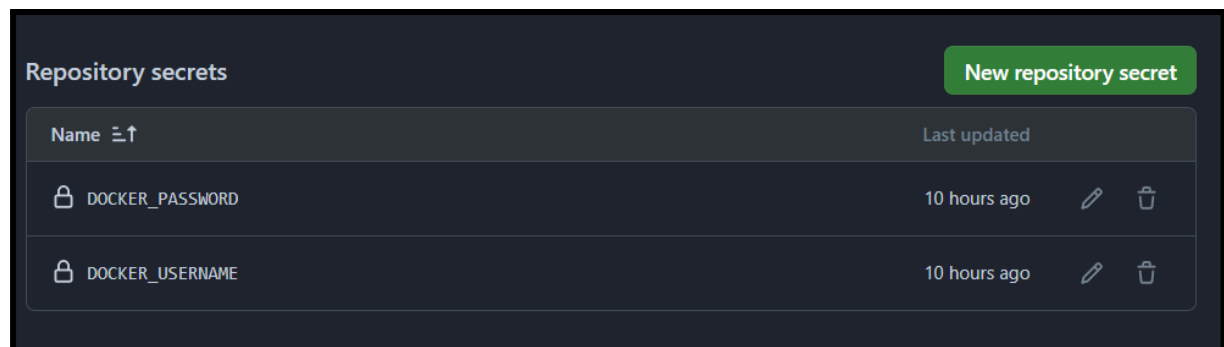 Repository secrets
New repository secret
Name
Last updated
DOCKER_PASSWORD
10 hours ago
DOCKER_USERNAME
10 hours ago